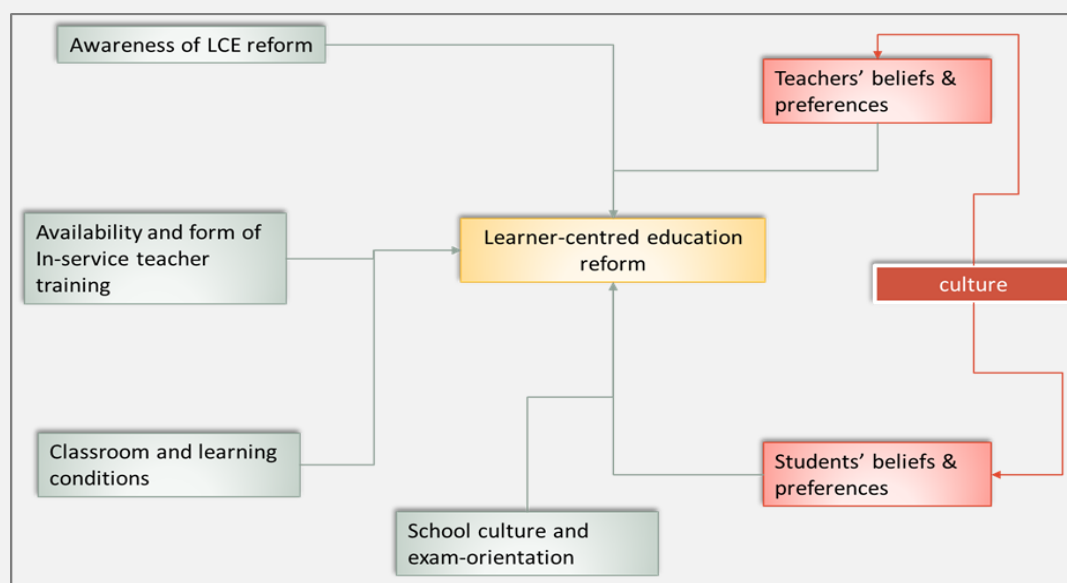 Awareness of LCE reform
Teachers’ beliefs &
preferences
Availability and form of
In-service teacher
training
Learner-centred education
reform
culture
Classroom and learning
conditions
Students’ beliefs &
preferences
School culture and
exam-orientation